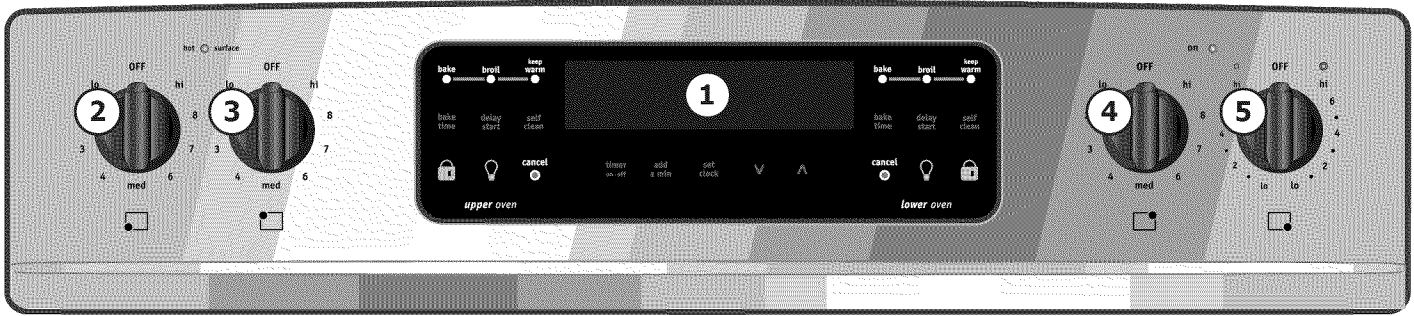 hot surface
on
OFF
OFF
OFF
OFF
lo hi
lo hi
lo hi
hi hi
2
3
4
5
8
8
8
6
3 7
7
3 7
4 4
2 2
4 6
4 6
4 6
med
med
med
lo lo
1
bake broil keep warm
bake time delay start self clean
cancel
upper oven
timer on·off add a min set clock
V Λ
bake broil keep warm
bake time delay start self clean
cancel
lower oven